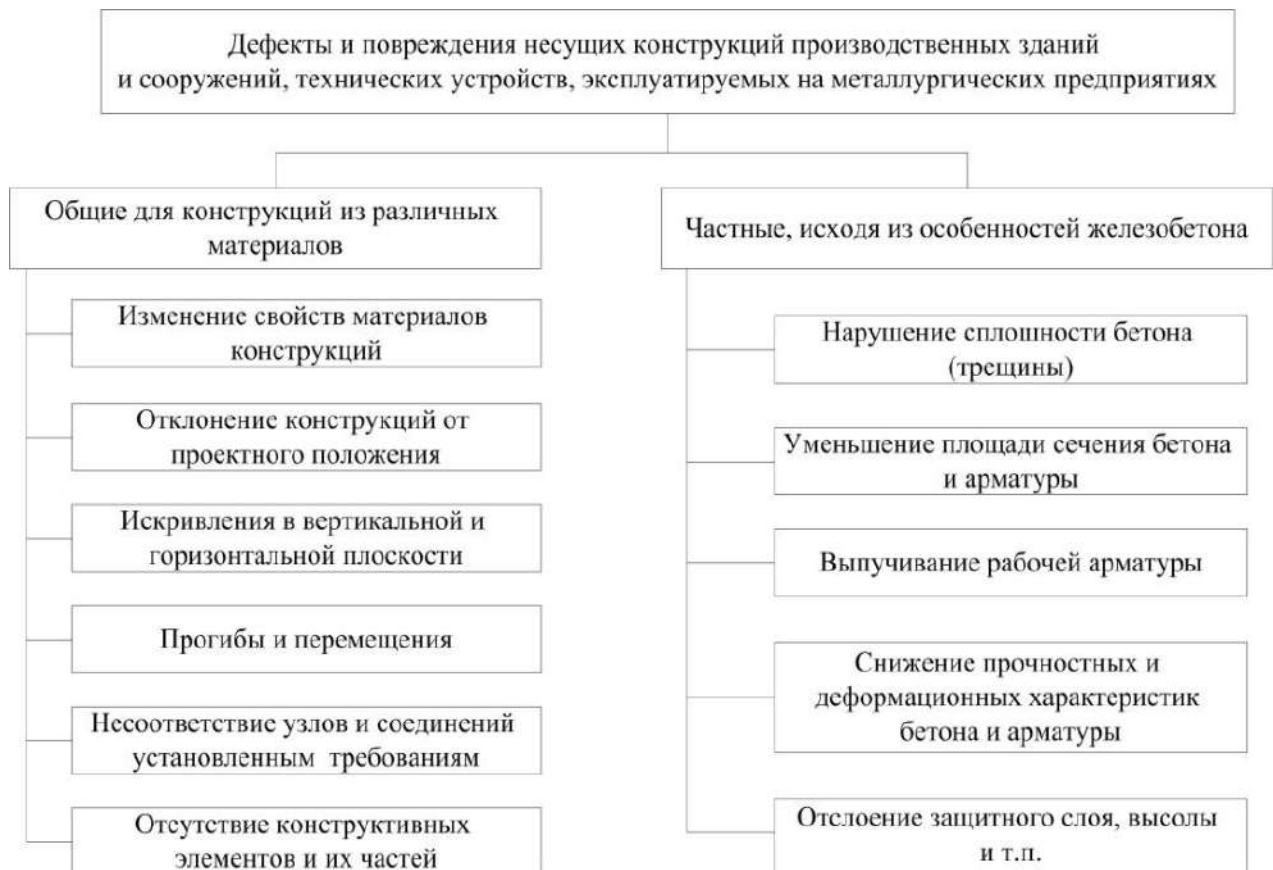 Дефекты и повреждения несущих конструкций производственных зданий
и сооружений, технических устройств, эксплуатируемых на металлургических предприятиях
Общие для конструкций из различных
материалов
Изменение свойств материалов
конструкций
Отклонение конструкций от
проектного положения
Искривления в вертикальной и
горизонтальной плоскости
Прогибы и перемещения
Несоответствие узлов и соединений
установленным требованиям
Отсутствие конструктивных
элементов и их частей
Частные, исходя из особенностей железобетона
Нарушение сплошности бетона
(трещины)
Уменьшение площади сечения бетона
и арматуры
Выпучивание рабочей арматуры
Снижение прочностных и
деформационных характеристик
бетона и арматуры
Отслоение защитного слоя, высолы
и т.п.